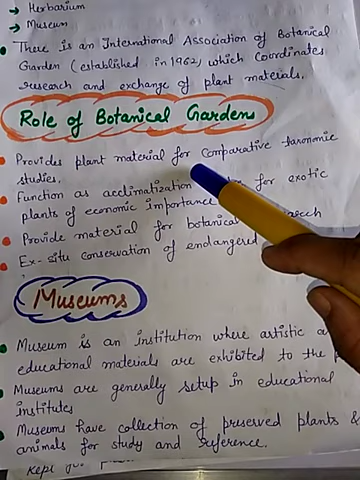 → Herbarium
→ Museum
There is an International Association of Botanical
Garden (established in 1962) which Coordinates
research and exchange of plant materials.
Role of Botanical Gardens
Provides plant material for comparative taxonomic
studies.
Function as acclimatization for exotic
plants of economic importance
Provide material for botanical
Ex-situ conservation of endangered
Museums
Museum is an institution where artistic
educational materials are exhibited to the
Museums are generally setup in educational
institutes
Museums have collection of preserved plants &
animals for study and reference.